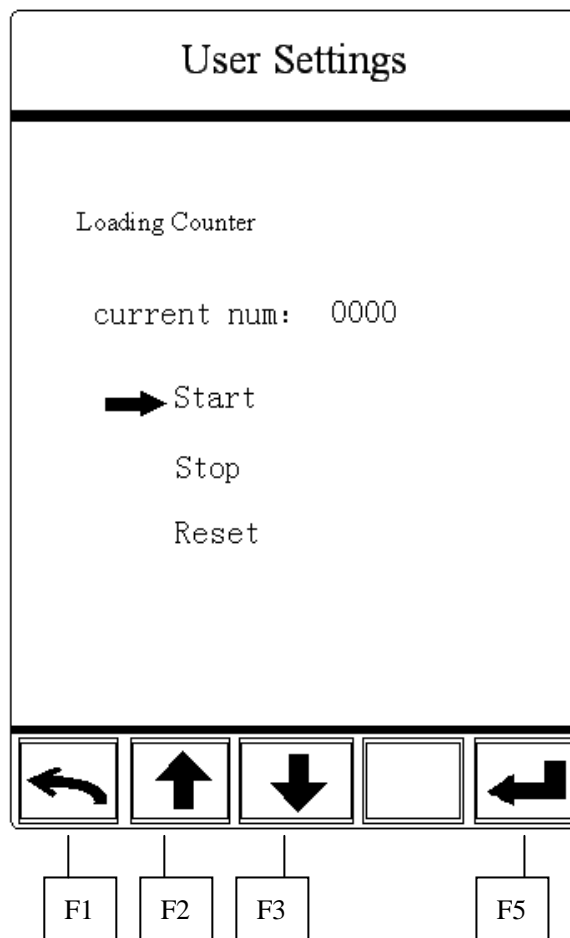 User Settings
Loading Counter
current num: 0000
Start
Stop
Reset
F1 F2 F3 F5